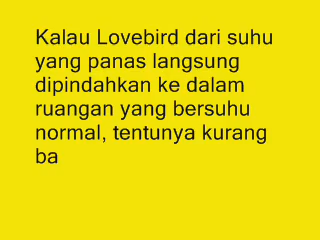 Kalau Lovebird dari suhu
yang panas langsung
dipindahkan ke dalam
ruangan yang bersuhu
normal, tentunya kurang
ba